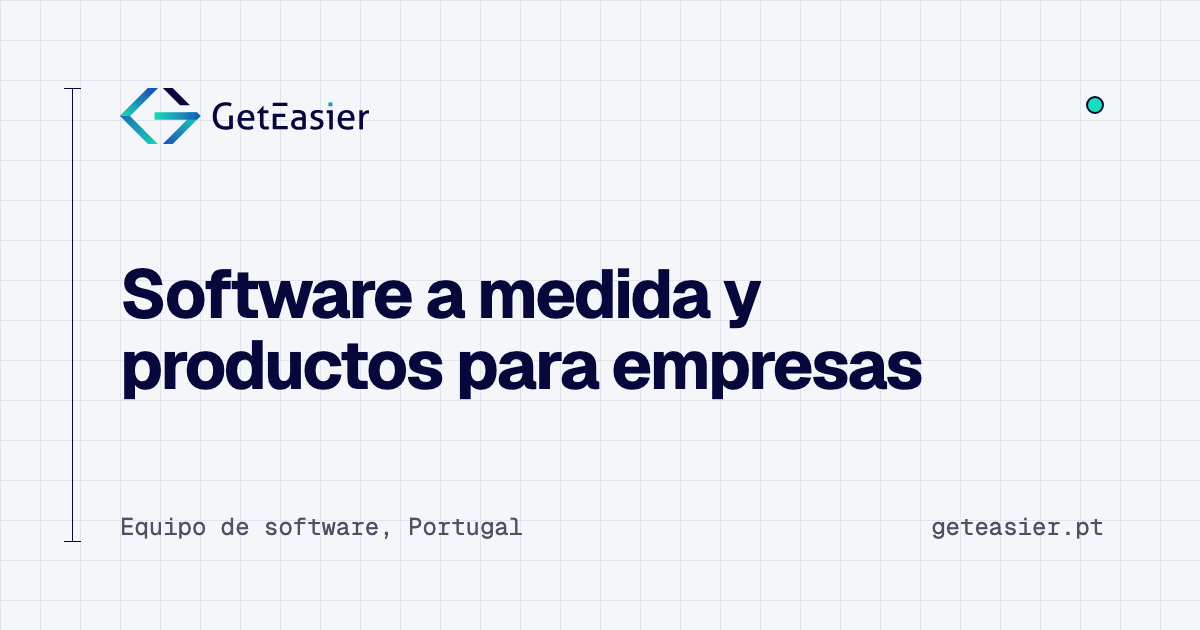 GetEasier
Software a medida y
productos para empresas
Equipo de software, Portugal
geteasier.pt